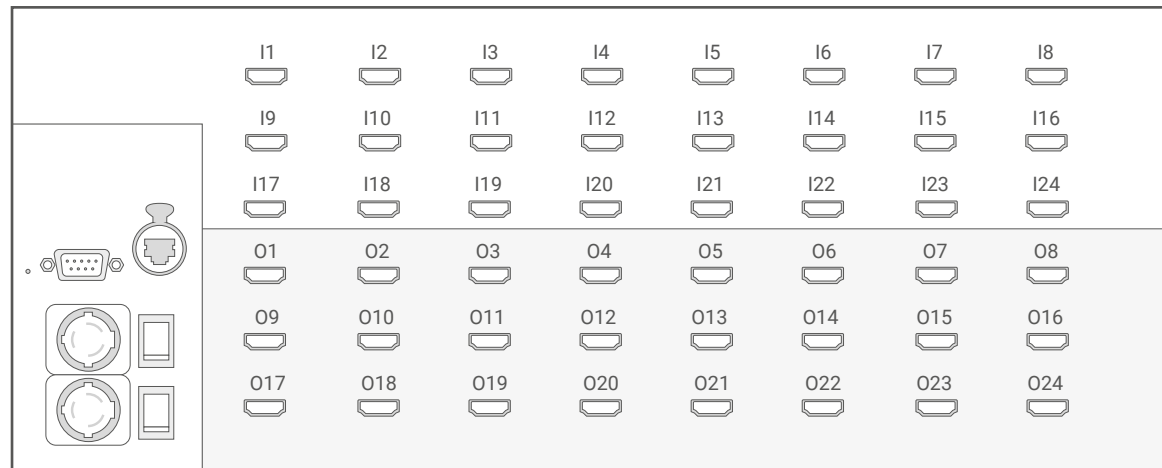 I1 I2 I3 I4 I5 I6 I7 I8
I9 I10 I11 I12 I13 I14 I15 I16
I17 I18 I19 I20 I21 I22 I23 I24
O1 O2 O3 O4 O5 O6 O7 O8
O9 O10 O11 O12 O13 O14 O15 O16
O17 O18 O19 O20 O21 O22 O23 O24